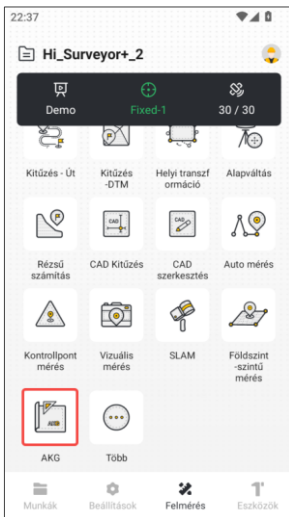 22:37
Hi_Surveyor+_2
Demo Fixed-1 30 / 30
Kitűzés - Út Kitűzés Helyi transzf Alapváltás
-DTM ormáció
CAD CAD
Rézsű CAD Kitűzés CAD Auto mérés
számítás szerkesztés
Kontrollpont Vizuális SLAM Földszint
mérés mérés -szintű
mérés
AKG Több
Munkák Beállítások Felmérés Eszközök